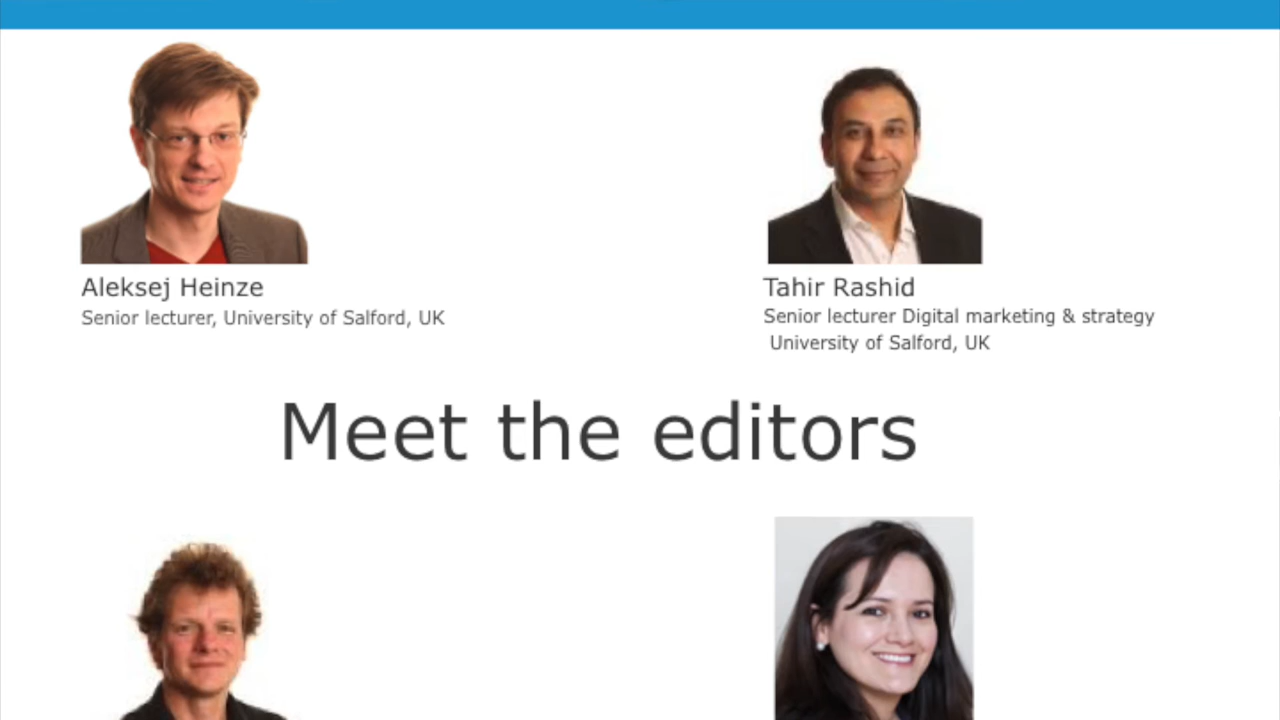 Aleksej Heinze
Senior lecturer, University of Salford, UK
Tahir Rashid
Senior lecturer Digital marketing & strategy
University of Salford, UK
Meet the editors